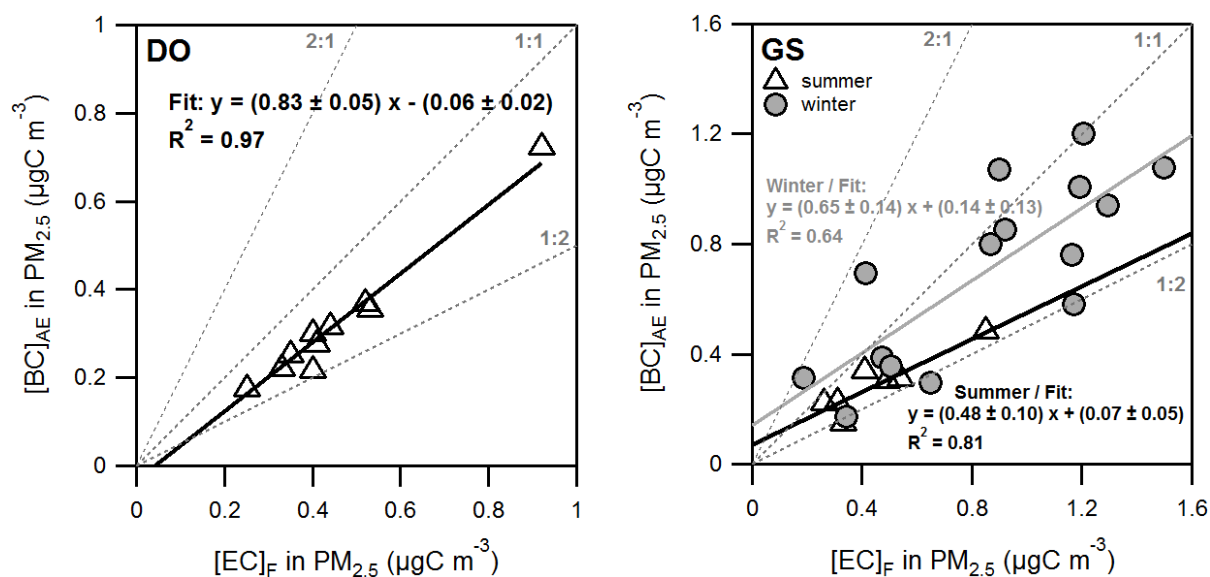 DO
2:1
1:1
Fit: y = (0.83 ± 0.05) x - (0.06 ± 0.02)
R² = 0.97
1:2
1
0.8
0.6
0.4
0.2
0
[BC]AE in PM2.5 (µgC m-3)
0
0.2
0.4
0.6
0.8
1
[EC]F in PM2.5 (µgC m-3)
GS
2:1
1:1
summer
winter
Winter / Fit:
y = (0.65 ± 0.14) x + (0.14 ± 0.13)
R² = 0.64
1:2
Summer / Fit:
y = (0.48 ± 0.10) x + (0.07 ± 0.05)
R² = 0.81
1.6
1.2
0.8
0.4
0
[BC]AE in PM2.5 (µgC m-3)
0
0.4
0.8
1.2
1.6
[EC]F in PM2.5 (µgC m-3)